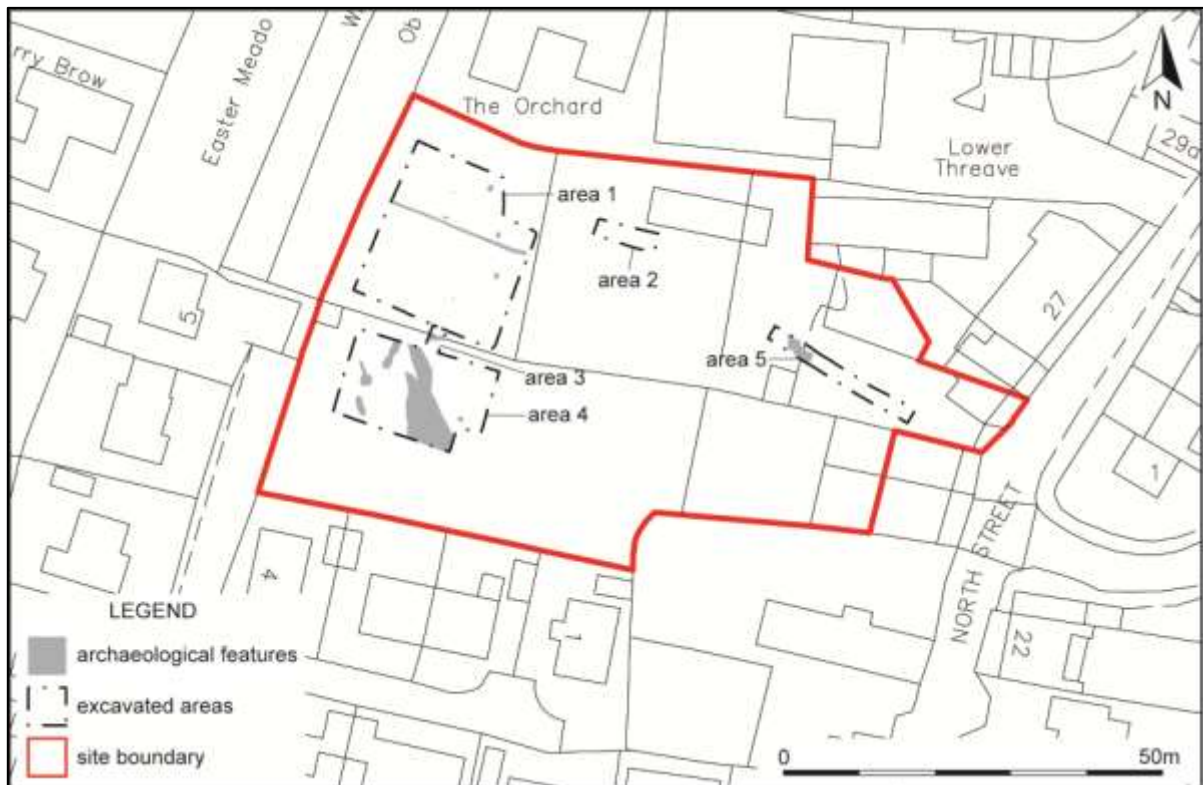 rry Brow
Easter Meado
W
Ob
The Orchard
N
29a
Lower
Threave
area 1
area 2
27
5
area 5
area 3
area 4
1
NORTH STREET
4
1
22
LEGEND
archaeological features
excavated areas
site boundary
0
50m